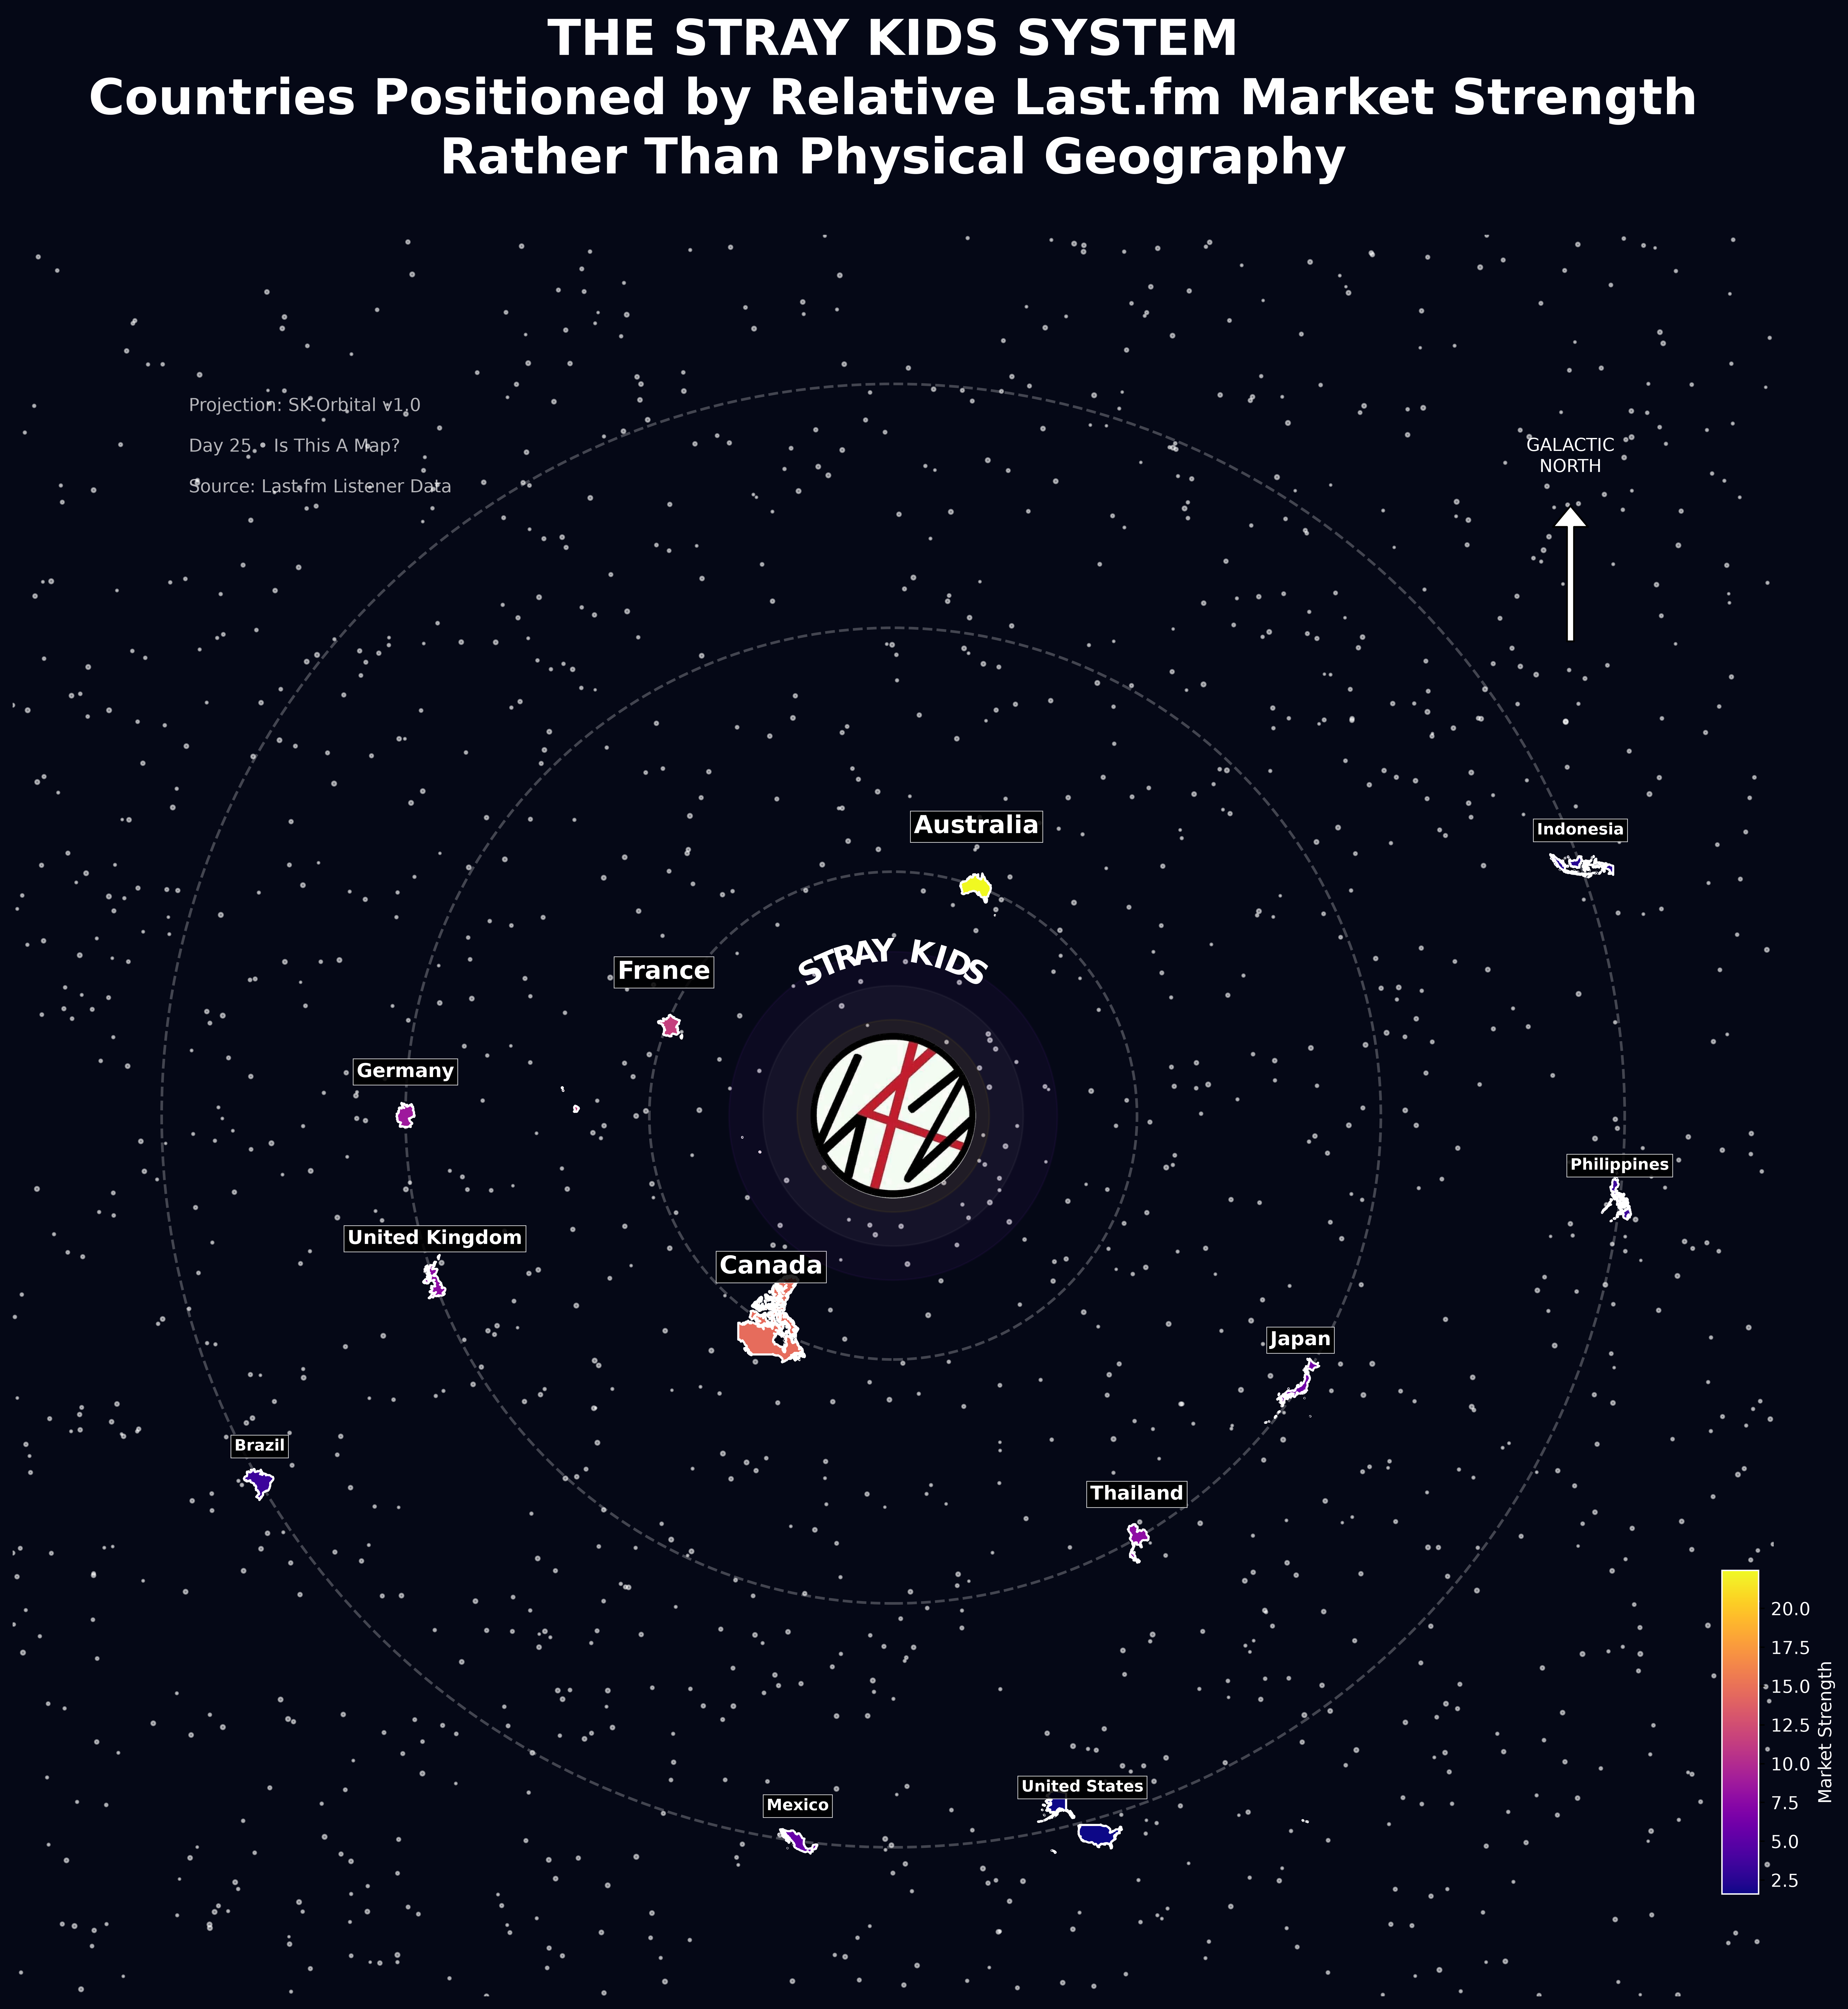 THE STRAY KIDS SYSTEM
Countries Positioned by Relative Last.fm Market Strength
Rather Than Physical Geography
Projection: SK-Orbital v1.0
Day 25 • Is This A Map?
Source: Last.fm Listener Data
GALACTIC
NORTH
Australia
Indonesia
STRAY KIDS
France
Germany
Philippines
United Kingdom
Canada
Japan
Brazil
Thailand
United States
Mexico
20.0
17.5
15.0
12.5
10.0
7.5
5.0
2.5
Market Strength